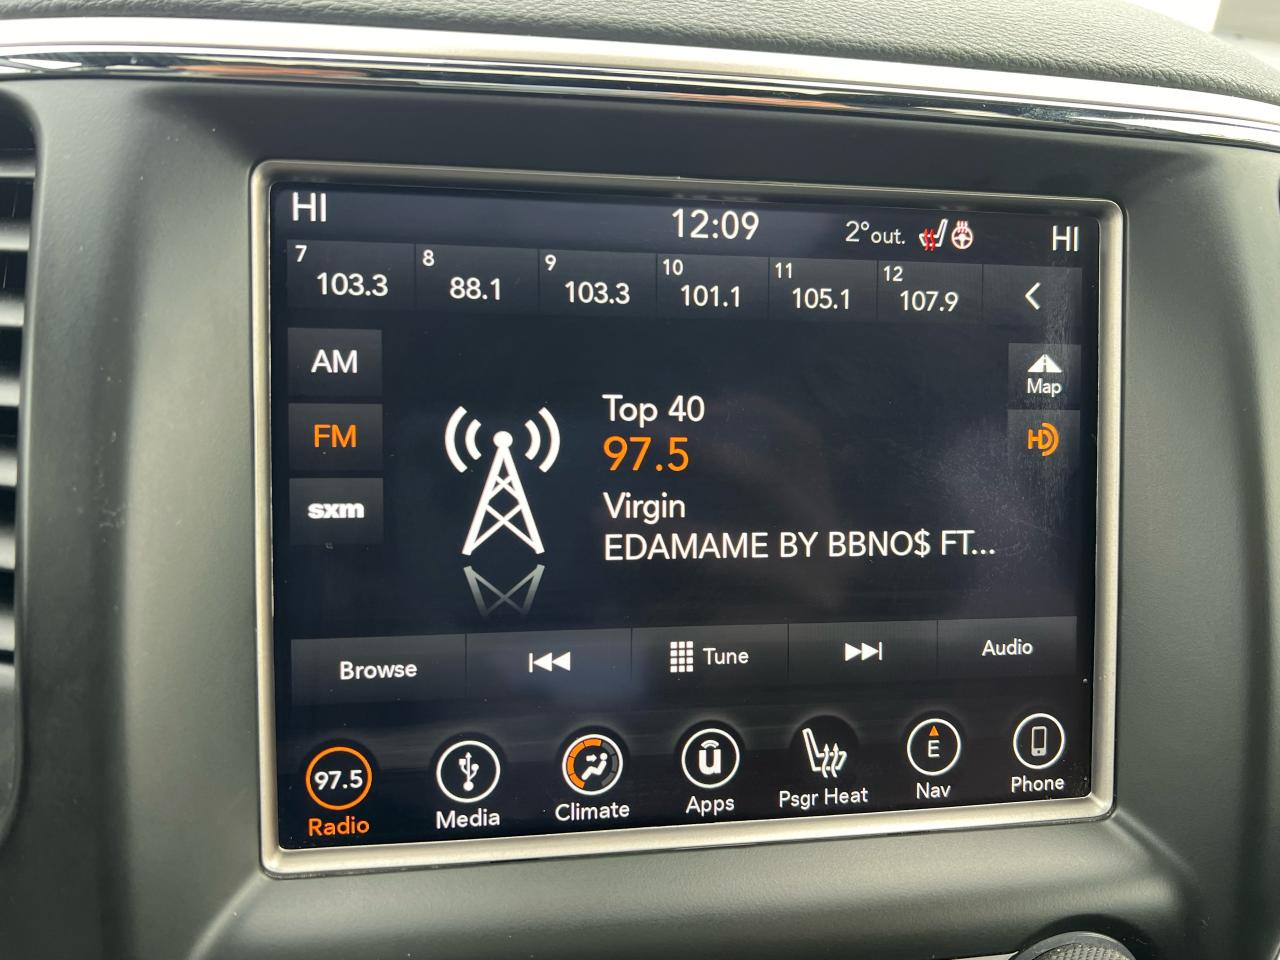 HI 12:09 2°out. HI
7 103.3 8 88.1 9 103.3 10 101.1 11 105.1 12 107.9
AM
Map
Top 40
FM
97.5
HD
Virgin
sxm
EDAMAME BY BBNO$ FT...
Browse Tune Audio
97.5 u E
Radio Media Climate Apps Psgr Heat Nav Phone